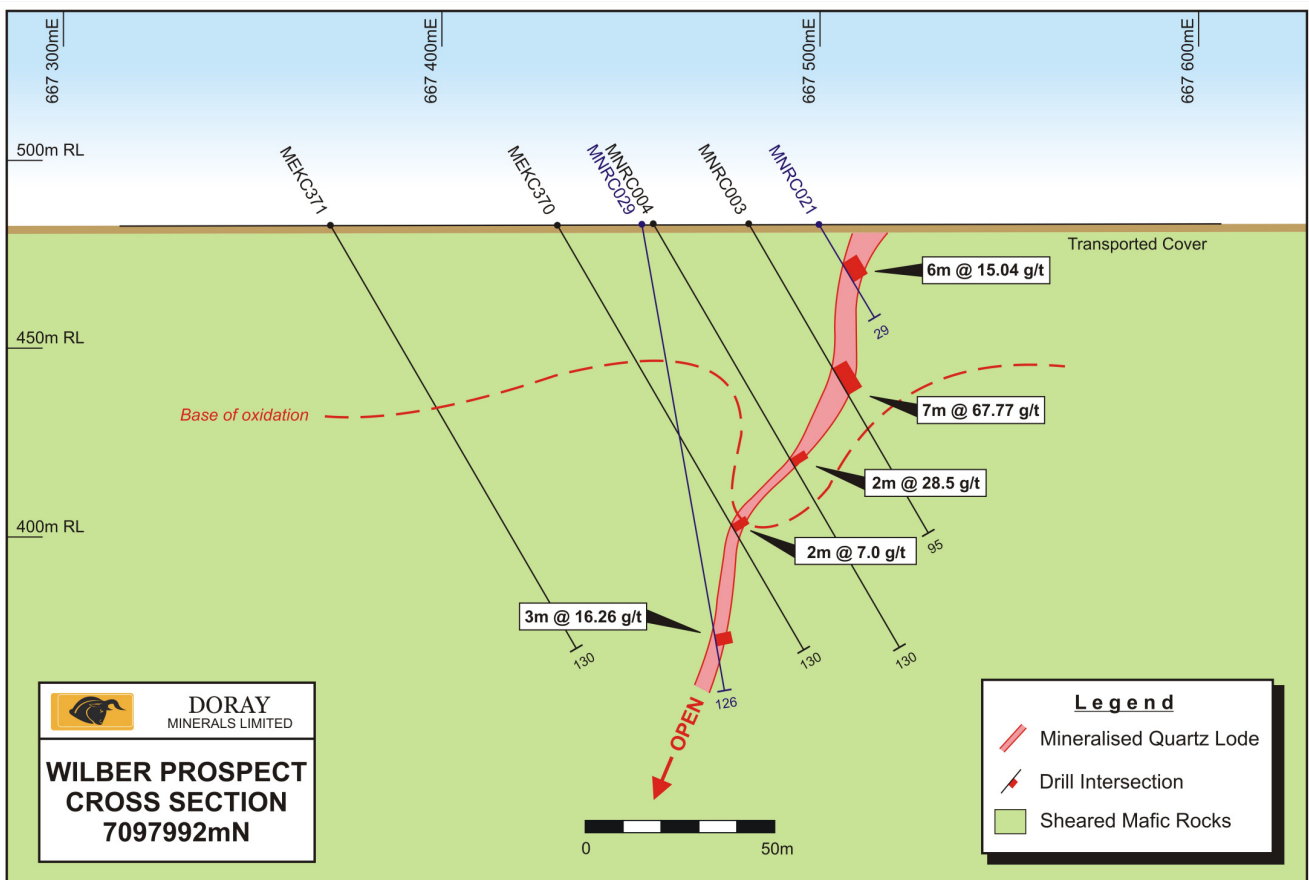 667 300mE
667 400mE
667 500mE
667 600mE
500m RL
MEKC371
MEKC370
MNRC029
MNRC004
MNRC003
MNRC021
Transported Cover
6m @ 15.04 g/t
29
450m RL
Base of oxidation
7m @ 67.77 g/t
2m @ 28.5 g/t
400m RL
95
2m @ 7.0 g/t
3m @ 16.26 g/t
130
130
130
126
OPEN
DORAY
MINERALS LIMITED
WILBER PROSPECT
CROSS SECTION
7097992mN
0
50m
Legend
Mineralised Quartz Lode
Drill Intersection
Sheared Mafic Rocks